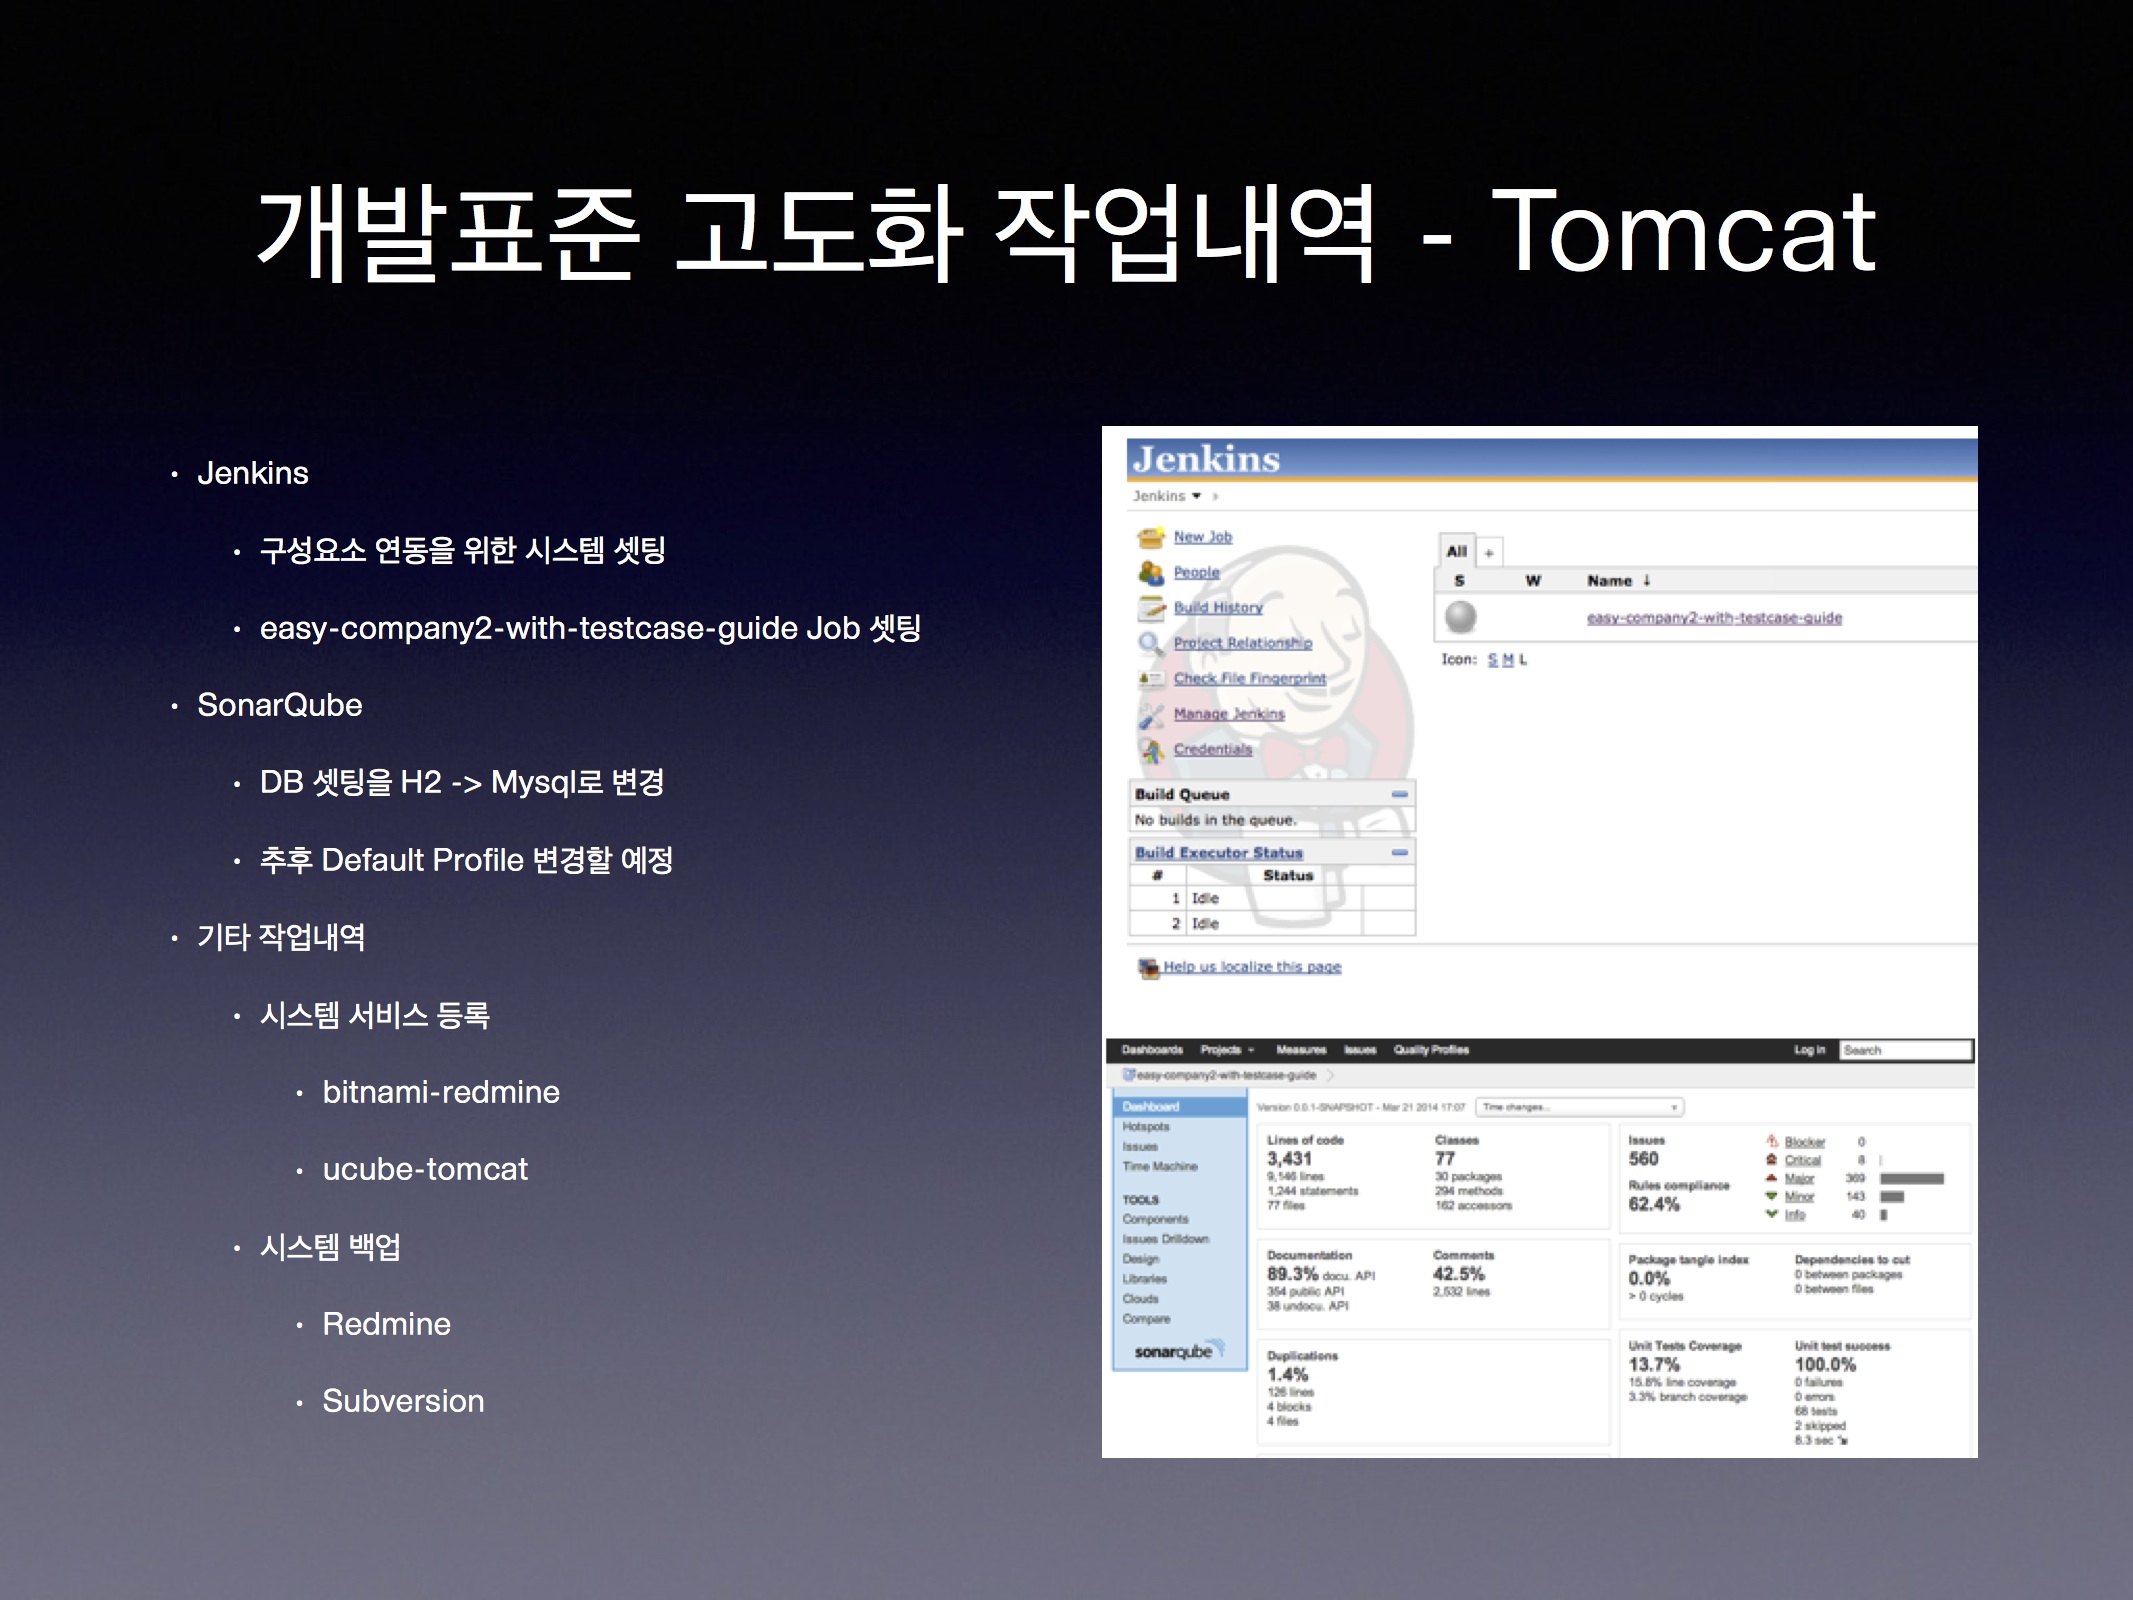 개발표준 고도화 작업내역 - Tomcat
• Jenkins
• 구성요소 연동을 위한 시스템 셋팅
• easy-company2-with-testcase-guide Job 셋팅
• SonarQube
• DB 셋팅을 H2 -> Mysql로 변경
• 추후 Default Profile 변경할 예정
• 기타 작업내역
• 시스템 서비스 등록
• bitnami-redmine
• ucube-tomcat
• 시스템 백업
• Redmine
• Subversion
Jenkins
Jenkins
New Job
People
Build History
Project Relationship
Check File Fingerprint
Manage Jenkins
Credentials
Build Queue
No builds in the queue.
Build Executor Status
# Status
1 Idle
2 Idle
Help us localize this page
All +
S W Name ↓
easy-company2-with-testcase-guide
Icon: S M L
Dashboards Projects Measures Issues Quality Profiles Log in Search
easy-company2-with-testcase-guide
Dashboard
Hotspots
Issues
Time Machine
TOOLS
Components
Issues Drilldown
Design
Libraries
Clouds
Compare
sonarqube
Version 0.0.1-SNAPSHOT - Mar 21 2014 17:07 Time changes...
Lines of code
3,431
9,146 lines
1,244 statements
77 files
Classes
77
30 packages
294 methods
162 accessors
Issues
560
Rules compliance
62.4%
Blocker 0
Critical 8
Major 369
Minor 143
Info 40
Documentation
89.3% docu. API
354 public API
38 undocu. API
Comments
42.5%
2,532 lines
Package tangle index
0.0%
> 0 cycles
Dependencies to cut
0 between packages
0 between files
Duplications
1.4%
126 lines
4 blocks
4 files
Unit Tests Coverage
13.7%
15.8% line coverage
3.3% branch coverage
Unit test success
100.0%
0 failures
0 errors
68 tests
2 skipped
8.3 sec